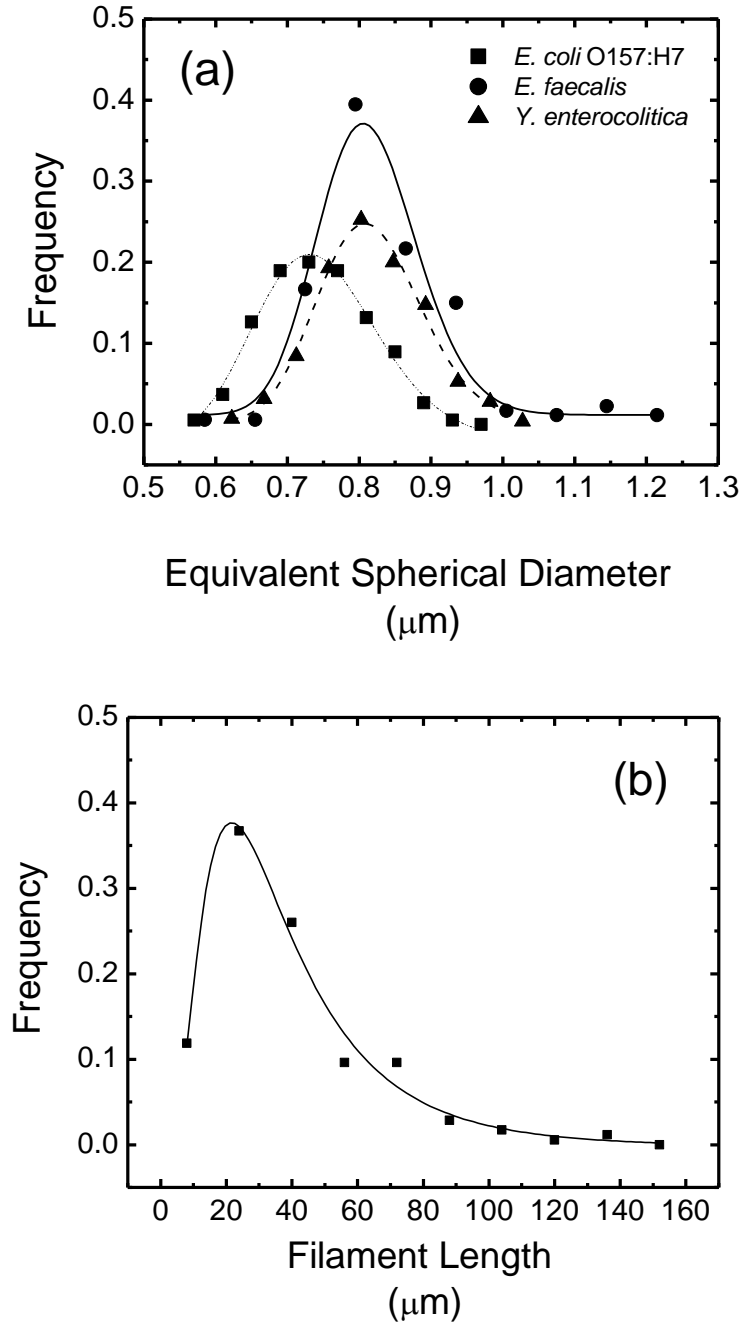 (a)
E. coli O157:H7
E. faecalis
Y. enterocolitica
Frequency
0.5
0.4
0.3
0.2
0.1
0.0
0.5 0.6 0.7 0.8 0.9 1.0 1.1 1.2 1.3
Equivalent Spherical Diameter
(μm)
(b)
Frequency
0.5
0.4
0.3
0.2
0.1
0.0
0 20 40 60 80 100 120 140 160
Filament Length
(μm)